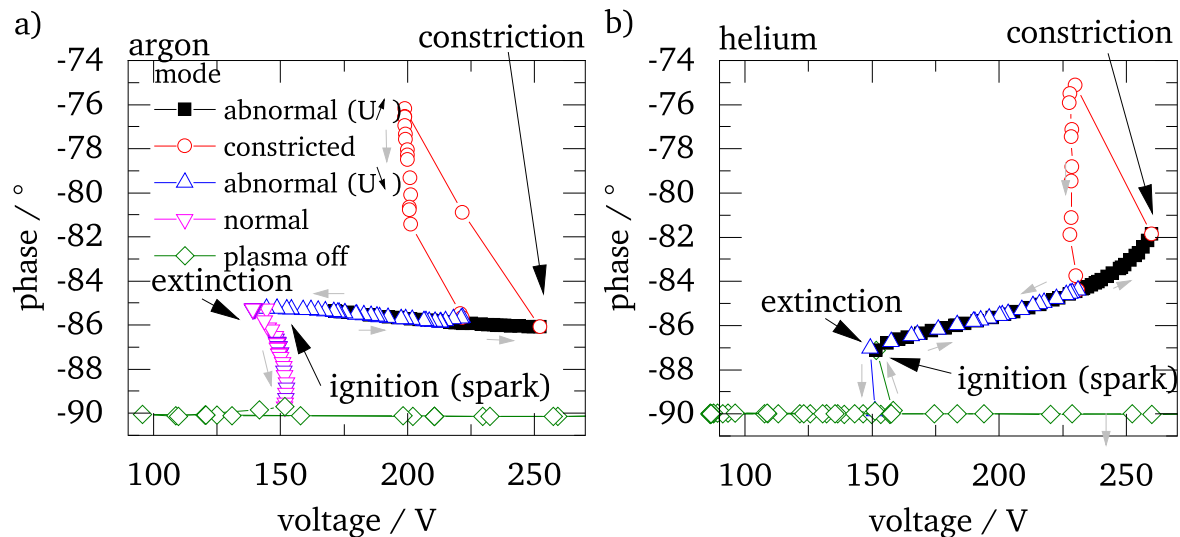 a)
argon
constriction
mode
abnormal (U↗)
constricted
abnormal (U↘)
normal
plasma off
extinction
ignition (spark)
phase / °
-74
-76
-78
-80
-82
-84
-86
-88
-90
100
150
200
250
voltage / V
b)
helium
constriction
extinction
ignition (spark)
phase / °
-74
-76
-78
-80
-82
-84
-86
-88
-90
100
150
200
250
voltage / V